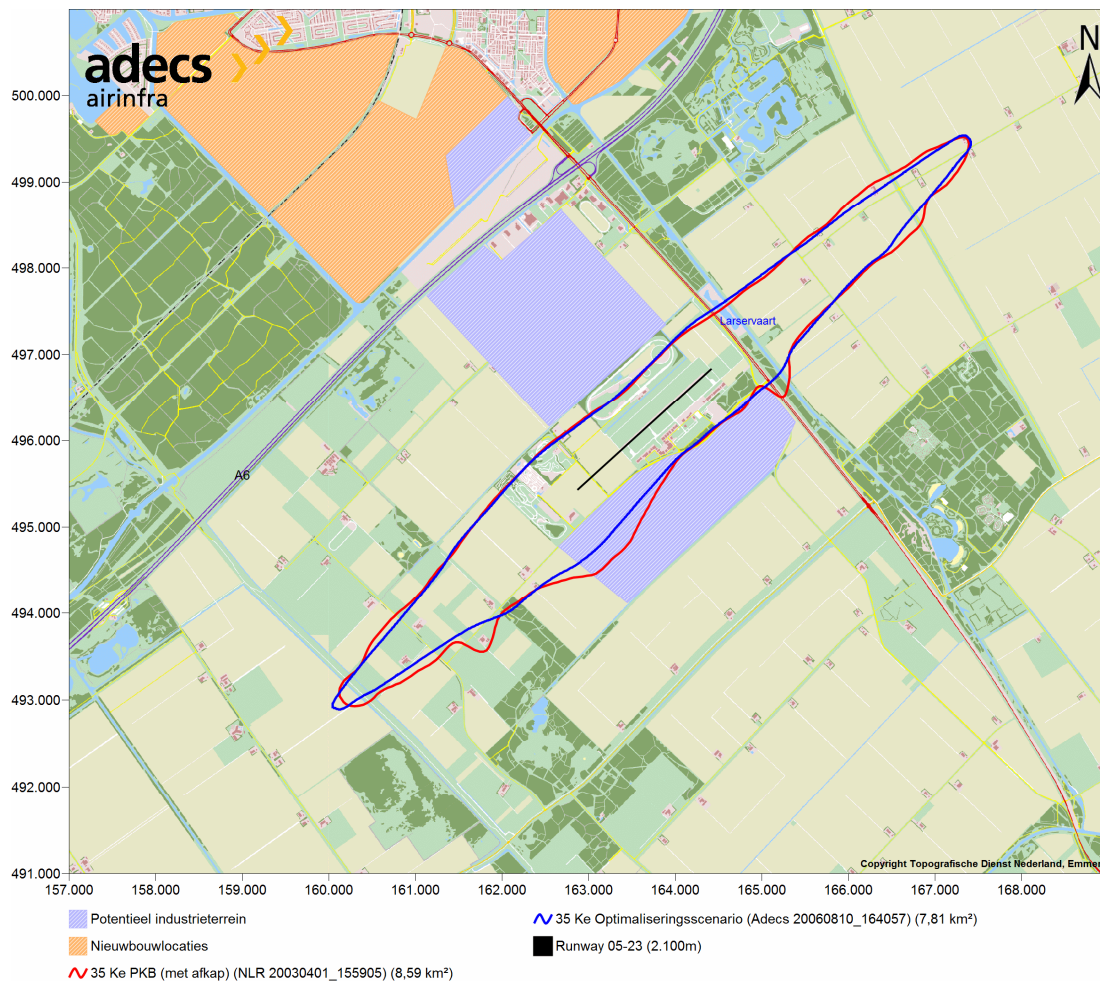 adecs
airinfra
N
500.000
499.000
498.000
497.000
496.000
495.000
494.000
493.000
492.000
491.000
Larservaart
A6
Copyright Topografische Dienst Nederland, Emmen
157.000 158.000 159.000 160.000 161.000 162.000 163.000 164.000 165.000 166.000 167.000 168.000
Potentieel industrieterrein
Nieuwbouwlocaties
35 Ke PKB (met afkap) (NLR 20030401_155905) (8,59 km²)
35 Ke Optimaliseringsscenario (Adecs 20060810_164057) (7,81 km²)
Runway 05-23 (2.100m)